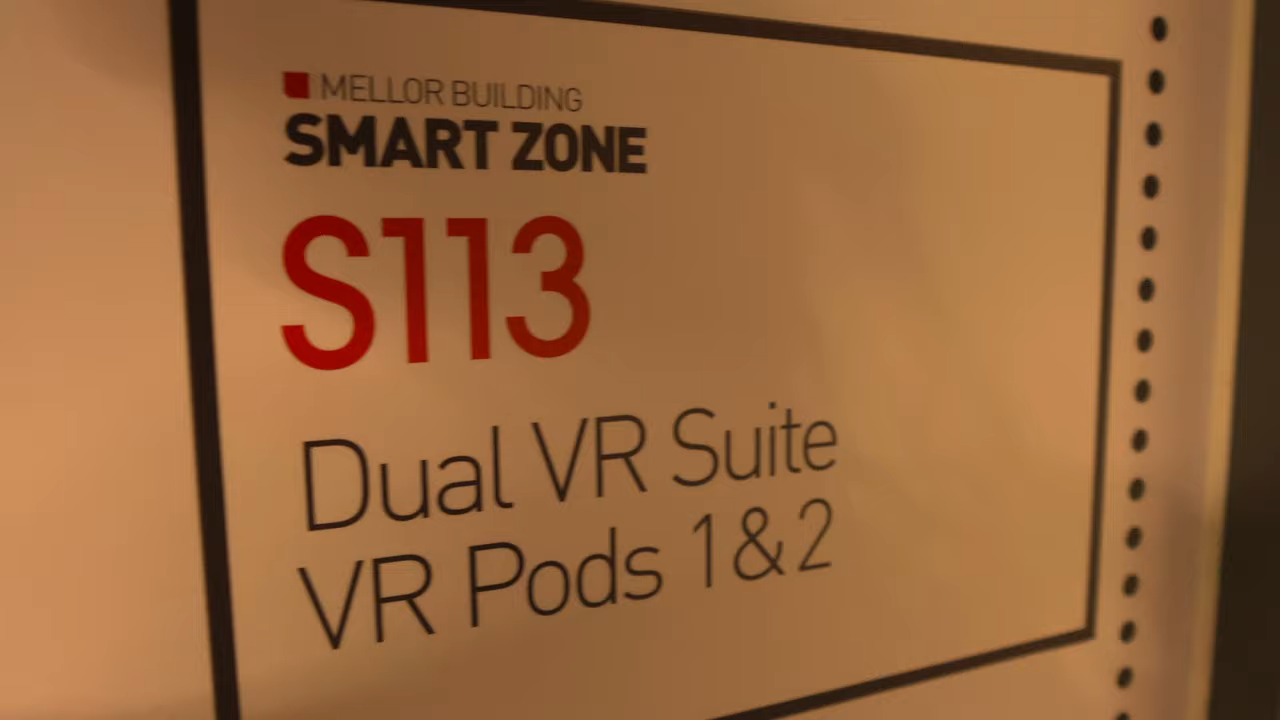 MELLOR BUILDING
SMART ZONE
S113
Dual VR Suite
VR Pods 1&2